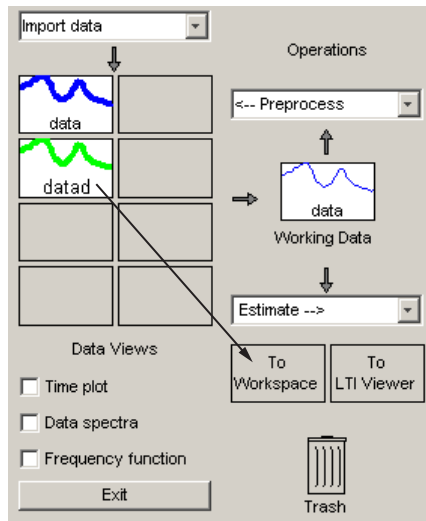 Import data
Operations
data
<-- Preprocess
datad
data
Working Data
Estimate -->
Data Views
To
Workspace
To
LTI Viewer
Time plot
Data spectra
Frequency function
Exit
Trash